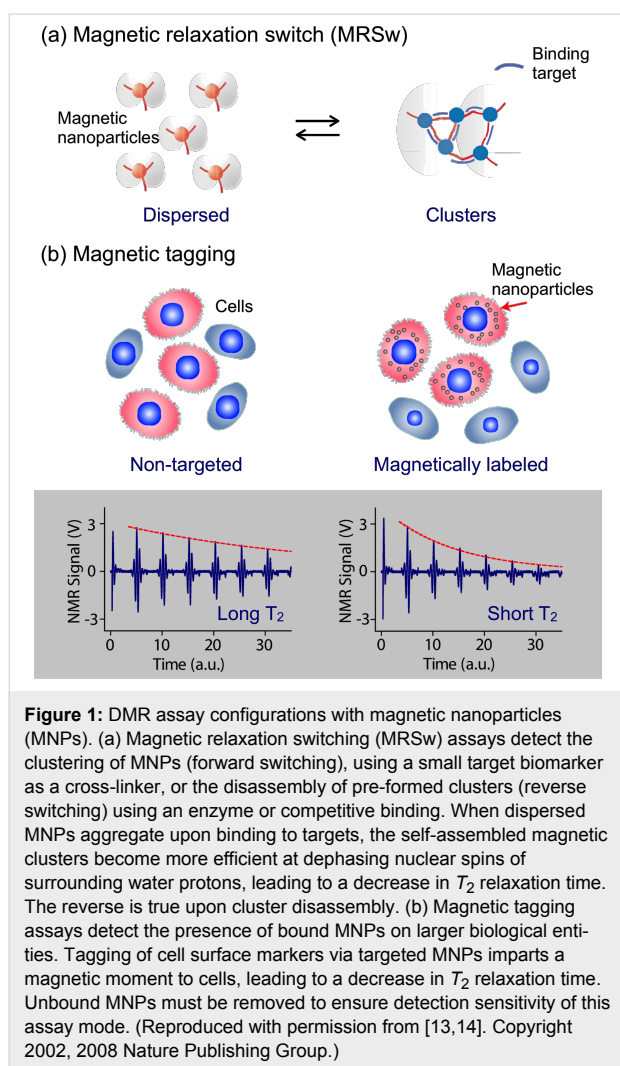 (a) Magnetic relaxation switch (MRSw)
Binding
target
Magnetic
nanoparticles
Dispersed
Clusters
(b) Magnetic tagging
Cells
Magnetic
nanoparticles
Non-targeted
Magnetically labeled
NMR Signal (V)
3
0
-3
Long T₂
0
10
20
30
Time (a.u.)
NMR Signal (V)
3
0
-3
Short T₂
0
10
20
30
Time (a.u.)
Figure 1: DMR assay configurations with magnetic nanoparticles
(MNPs). (a) Magnetic relaxation switching (MRSw) assays detect the
clustering of MNPs (forward switching), using a small target biomarker
as a cross-linker, or the disassembly of pre-formed clusters (reverse
switching) using an enzyme or competitive binding. When dispersed
MNPs aggregate upon binding to targets, the self-assembled magnetic
clusters become more efficient at dephasing nuclear spins of
surrounding water protons, leading to a decrease in T₂ relaxation time.
The reverse is true upon cluster disassembly. (b) Magnetic tagging
assays detect the presence of bound MNPs on larger biological enti-
ties. Tagging of cell surface markers via targeted MNPs imparts a
magnetic moment to cells, leading to a decrease in T₂ relaxation time.
Unbound MNPs must be removed to ensure detection sensitivity of this
assay mode. (Reproduced with permission from [13,14]. Copyright
2002, 2008 Nature Publishing Group.)